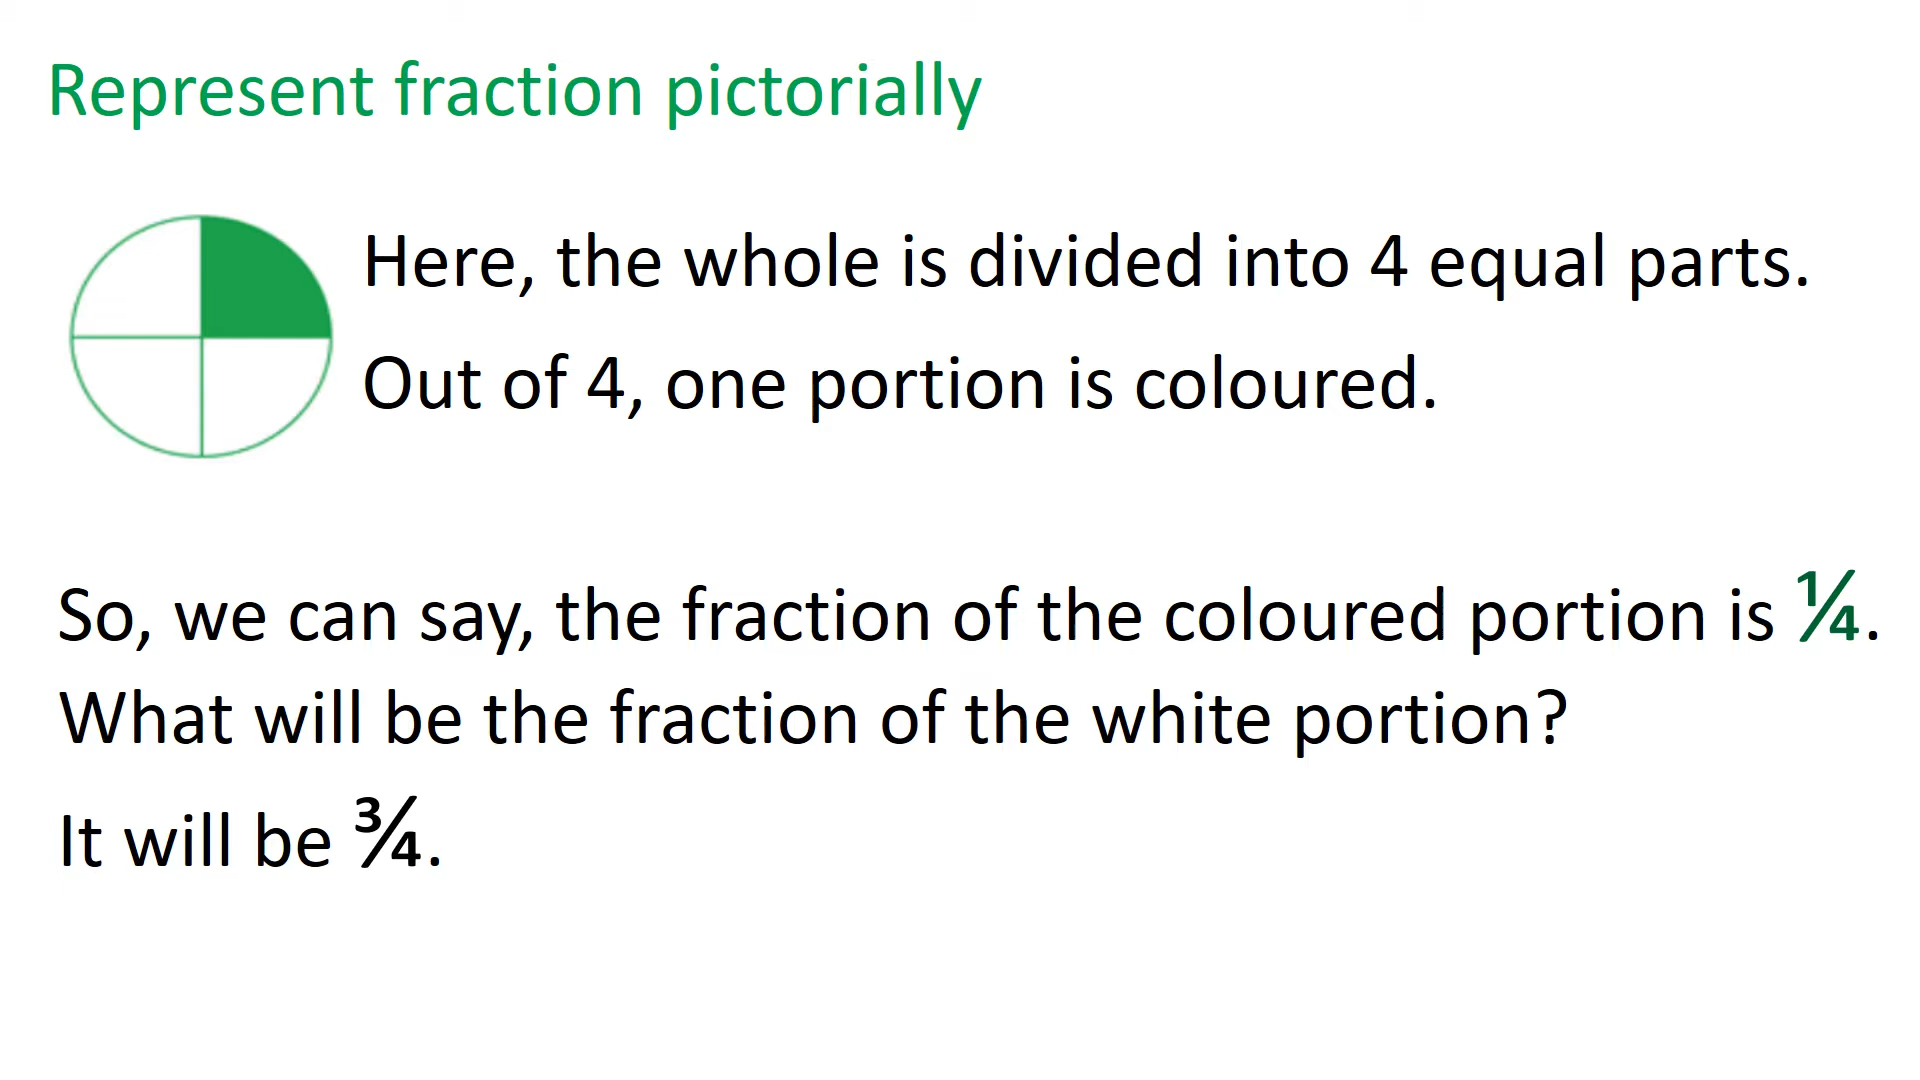 Represent fraction pictorially
Here, the whole is divided into 4 equal parts.
Out of 4, one portion is coloured.
So, we can say, the fraction of the coloured portion is ¼.
What will be the fraction of the white portion?
It will be ¾.